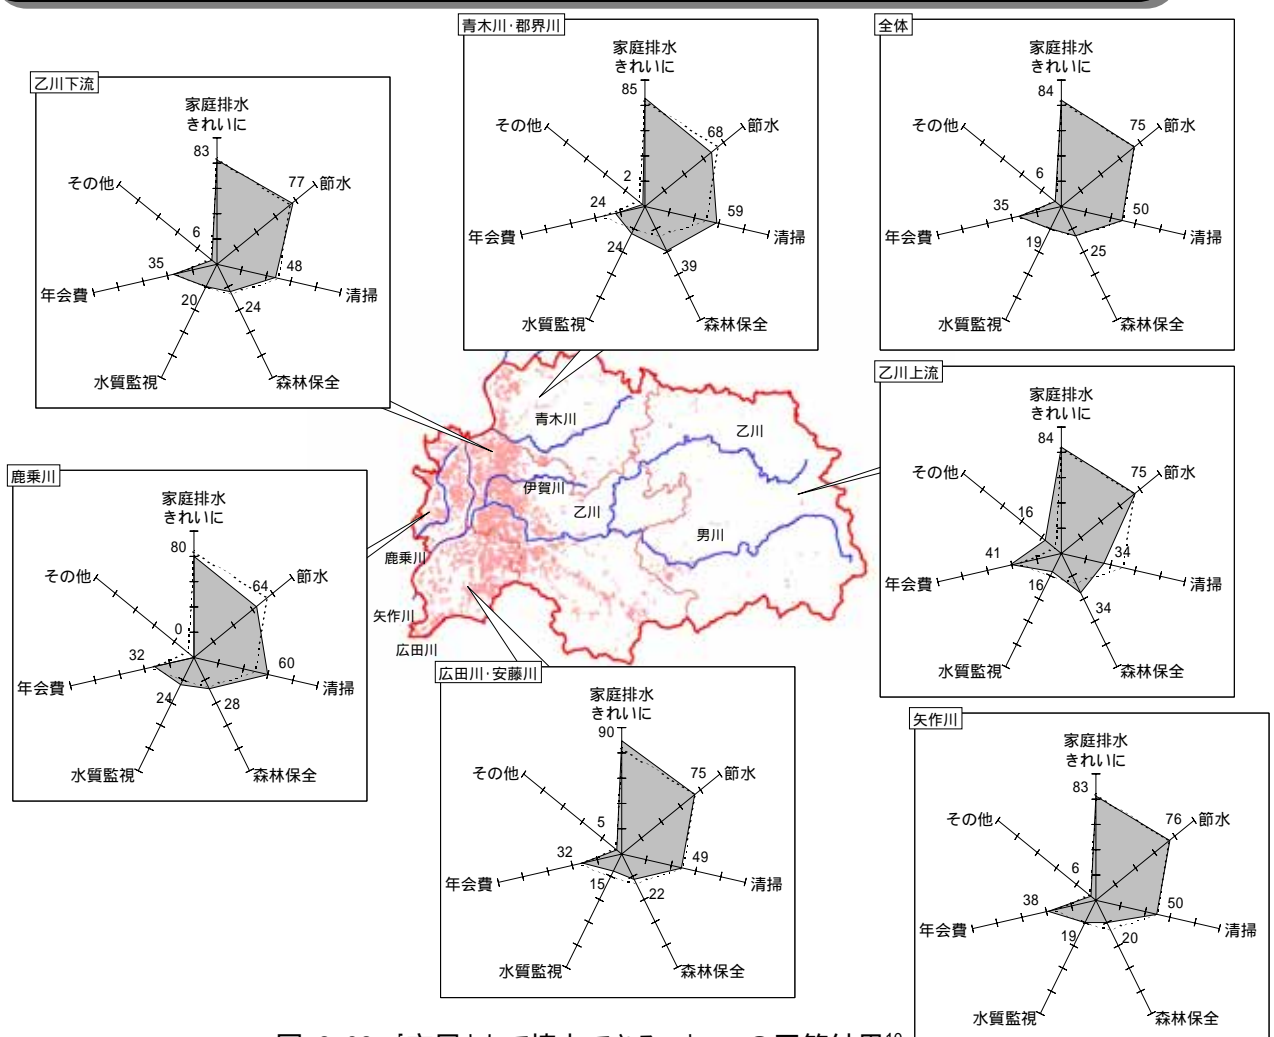 青木川・郡界川
家庭排水
きれいに
85
その他
68
節水
2
24
59
年会費
清掃
24
39
水質監視
森林保全
全体
家庭排水
きれいに
84
その他
75
節水
6
35
50
年会費
清掃
19
25
水質監視
森林保全
乙川下流
家庭排水
きれいに
83
その他
77
節水
6
35
48
年会費
清掃
20
24
水質監視
森林保全
乙川上流
家庭排水
きれいに
84
その他
75
節水
16
41
34
年会費
清掃
16
34
水質監視
森林保全
青木川
乙川
伊賀川
乙川
男川
鹿乗川
矢作川
広田川
鹿乗川
家庭排水
きれいに
80
その他
64
節水
0
32
60
年会費
清掃
24
28
水質監視
森林保全
広田川・安藤川
家庭排水
きれいに
90
その他
75
節水
5
32
49
年会費
清掃
15
22
水質監視
森林保全
矢作川
家庭排水
きれいに
83
その他
76
節水
6
38
50
年会費
清掃
19
20
水質監視
森林保全